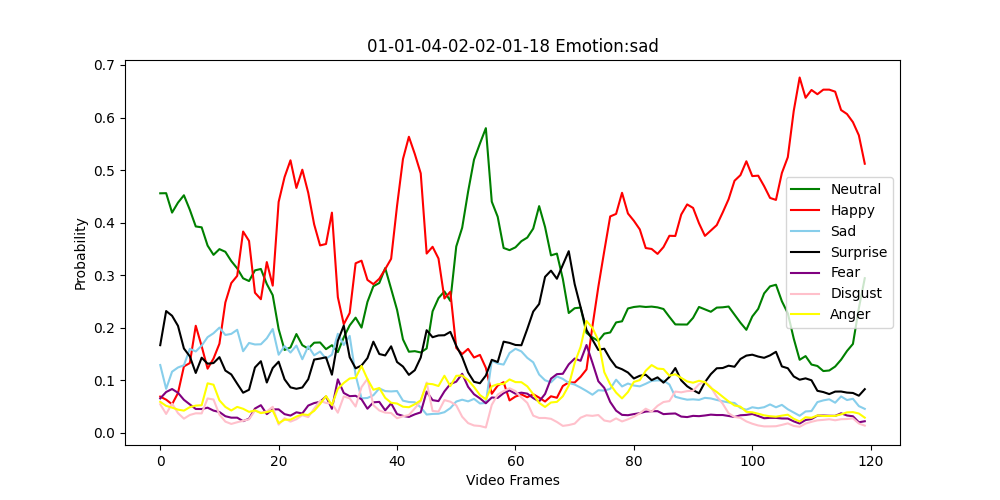 01-01-04-02-02-01-18 Emotion:sad
0.7
0.6
0.5
0.4
0.3
0.2
0.1
0.0
Probability
Neutral
Happy
Sad
Surprise
Fear
Disgust
Anger
0 20 40 60 80 100 120
Video Frames